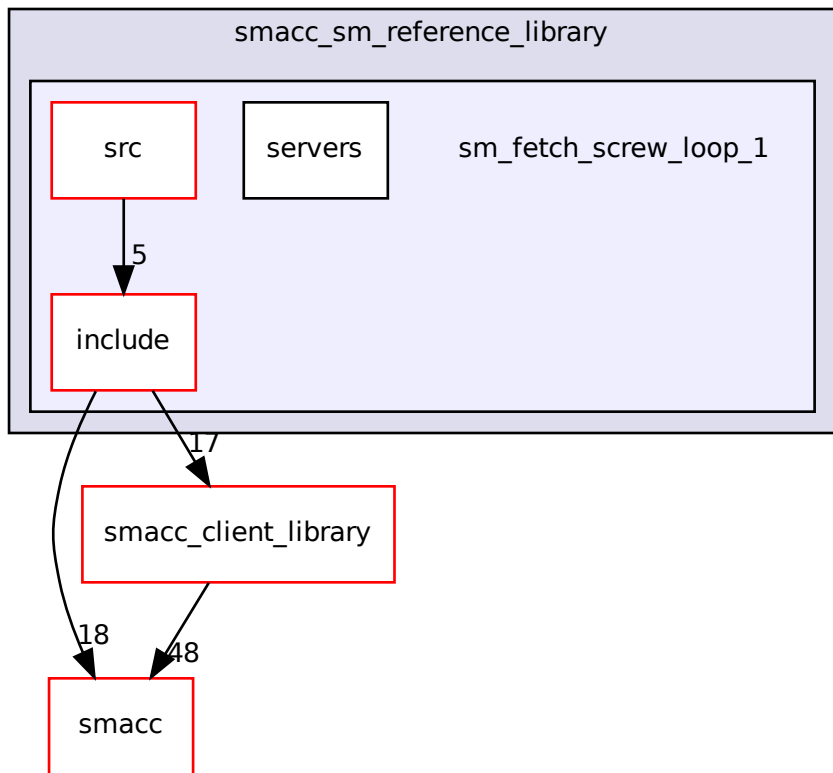 smacc_sm_reference_library
src
servers
sm_fetch_screw_loop_1
5
include
17
smacc_client_library
18
48
smacc